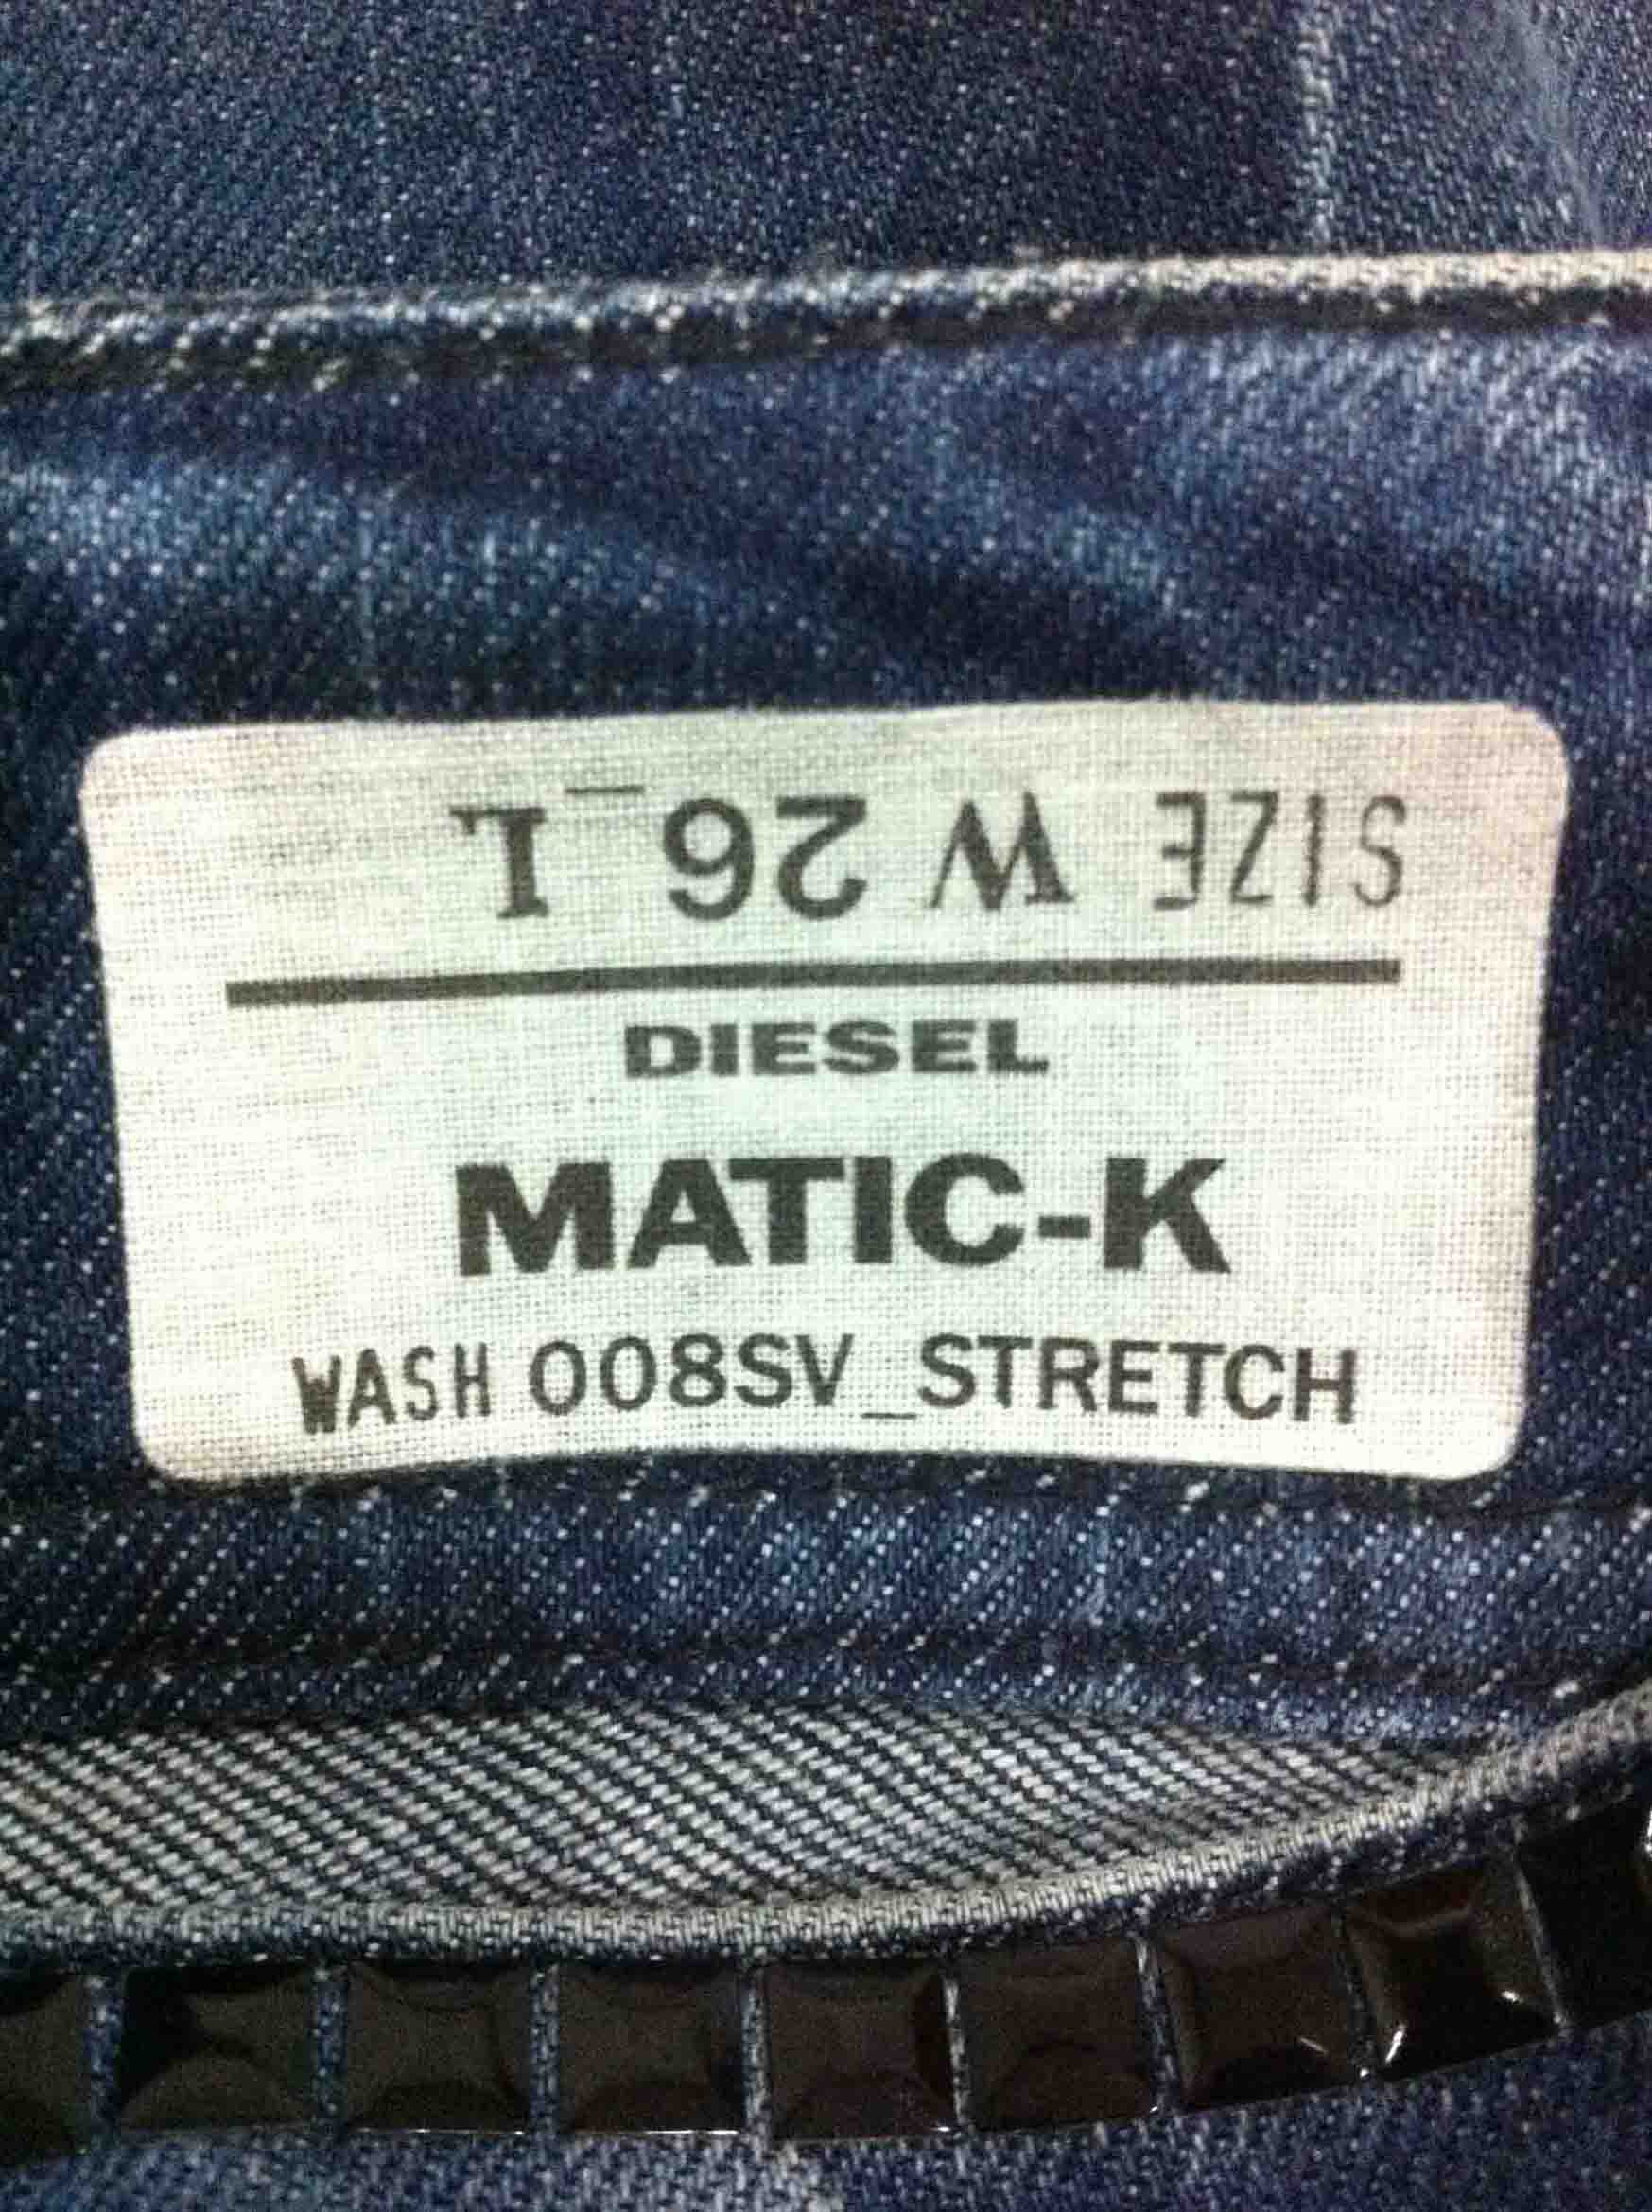 SIZE W 26_L
DIESEL
MATIC-K
WASH 008SV_STRETCH